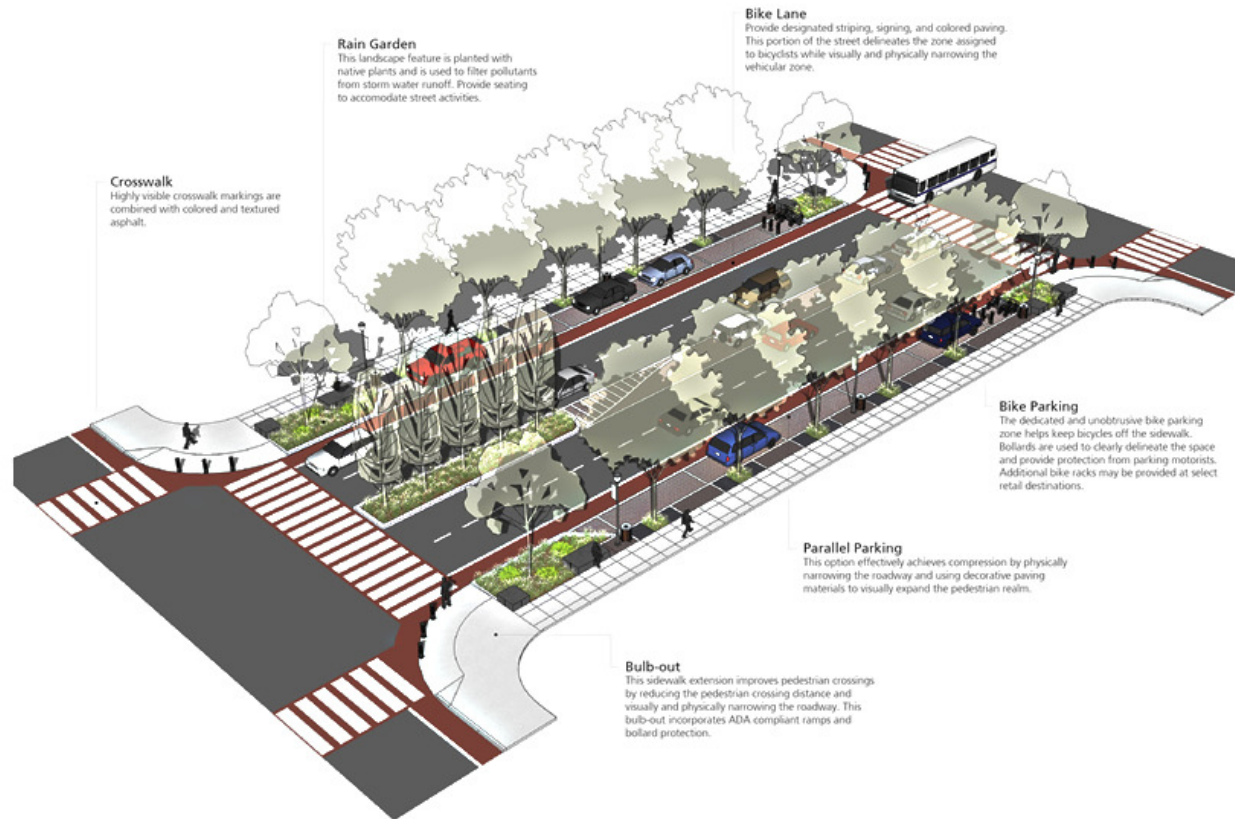 Bike Lane
Provide designated striping, signing, and colored paving.
This portion of the street delineates the zone assigned
to bicyclists while visually and physically narrowing the
vehicular zone.
Rain Garden
This landscape feature is planted with
native plants and is used to filter pollutants
from storm water runoff. Provide seating
to accomodate street activities.
Crosswalk
Highly visible crosswalk markings are
combined with colored and textured
asphalt.
Bike Parking
The dedicated and unobtrusive bike parking
zone helps keep bicycles off the sidewalk.
Bollards are used to clearly delineate the space
and provide protection from parking motorists.
Additional bike racks may be provided at select
retail destinations.
Parallel Parking
This option effectively achieves compression by physically
narrowing the roadway and using decorative paving
materials to visually expand the pedestrian realm.
Bulb-out
This sidewalk extension improves pedestrian crossings
by reducing the pedestrian crossing distance and
visually and physically narrowing the roadway. This
bulb-out incorporates ADA compliant ramps and
bollard protection.